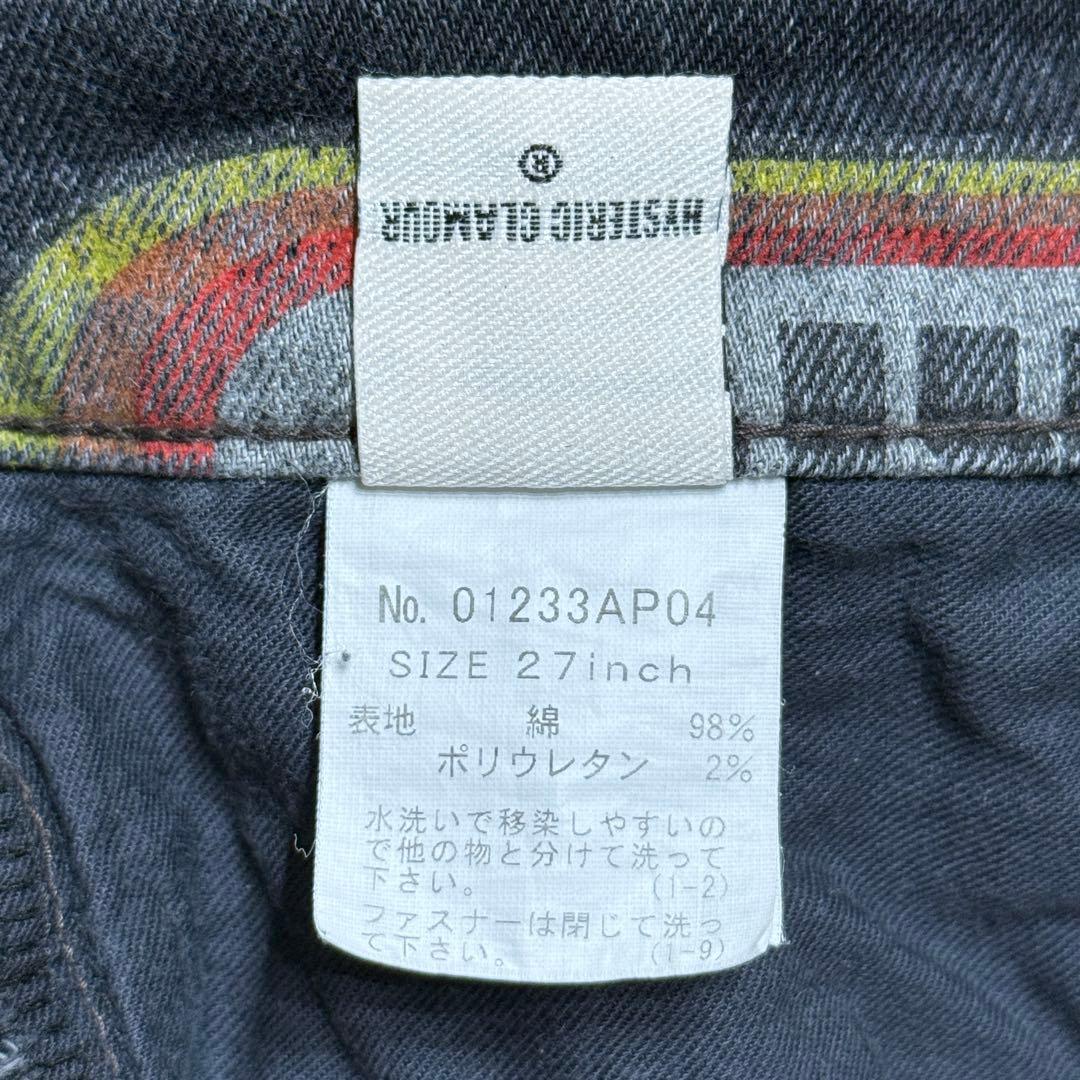 HYSTERIC GLAMOUR
®
No. 01233AP04
SIZE 27inch
表地 綿 98%
ポリウレタン 2%
水洗いで移染しやすいの
で他の物と分けて洗って
下さい。 (1-2)
ファスナーは閉じて洗っ
て下さい。 (1-9)